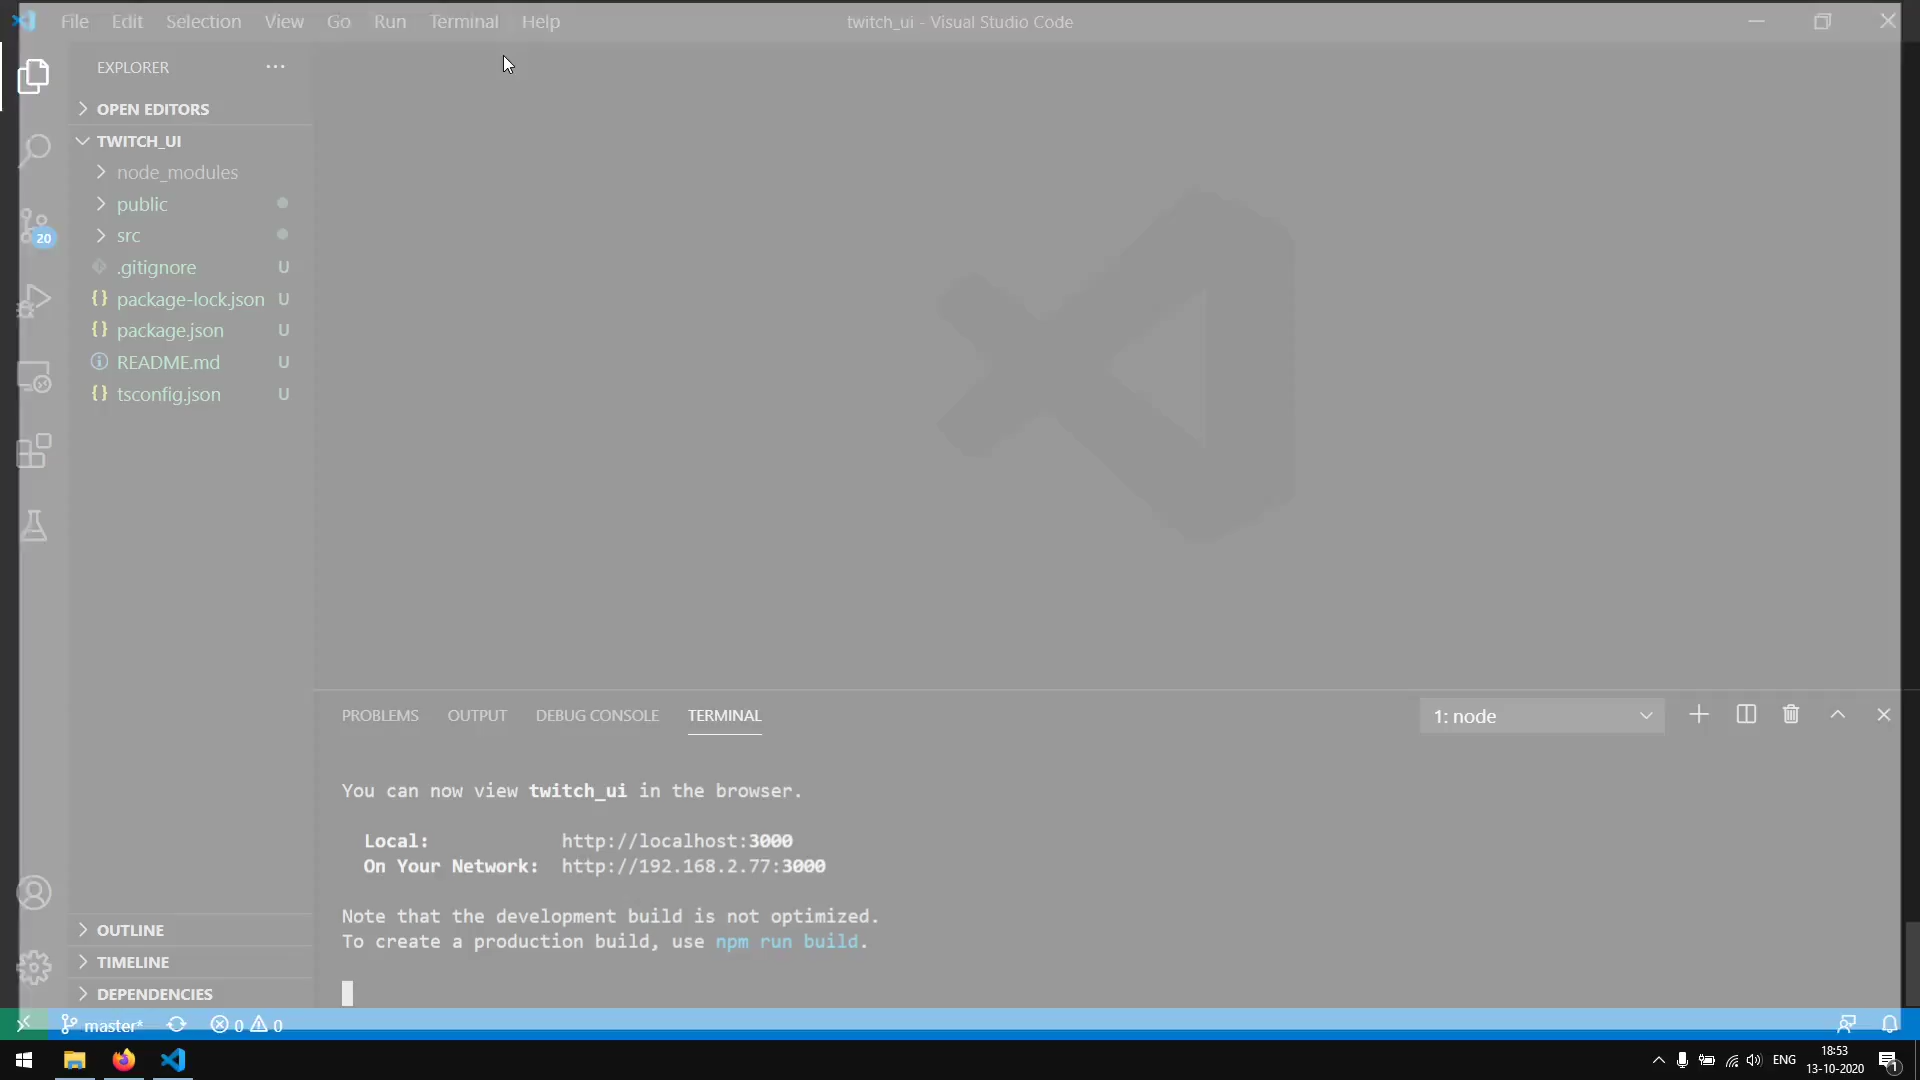 File Edit Selection View Go Run Terminal Help
twitch_ui - Visual Studio Code
EXPLORER
OPEN EDITORS
TWITCH_UI
node_modules
public
src
20
.gitignore U
package-lock.json U
package.json U
README.md U
tsconfig.json U
PROBLEMS OUTPUT DEBUG CONSOLE TERMINAL
1: node
You can now view twitch_ui in the browser.
Local: http://localhost:3000
On Your Network: http://192.168.2.77:3000
Note that the development build is not optimized.
To create a production build, use npm run build.
OUTLINE
TIMELINE
DEPENDENCIES
master* 0 0
ENG
18:53
13-10-2020
1